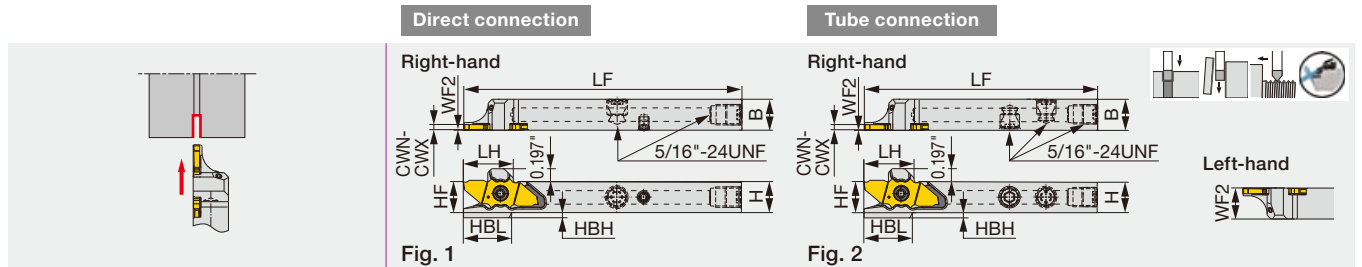 Direct connection
Tube connection
Right-hand
LF
WF2
B
CWN-
CWX
5/16"-24UNF
LH
0.197"
HF
H
HBL
HBH
Fig. 1
Right-hand
LF
WF2
B
CWN-
CWX
5/16"-24UNF
LH
0.197"
HF
H
HBL
HBH
Fig. 2
Left-hand
WF2